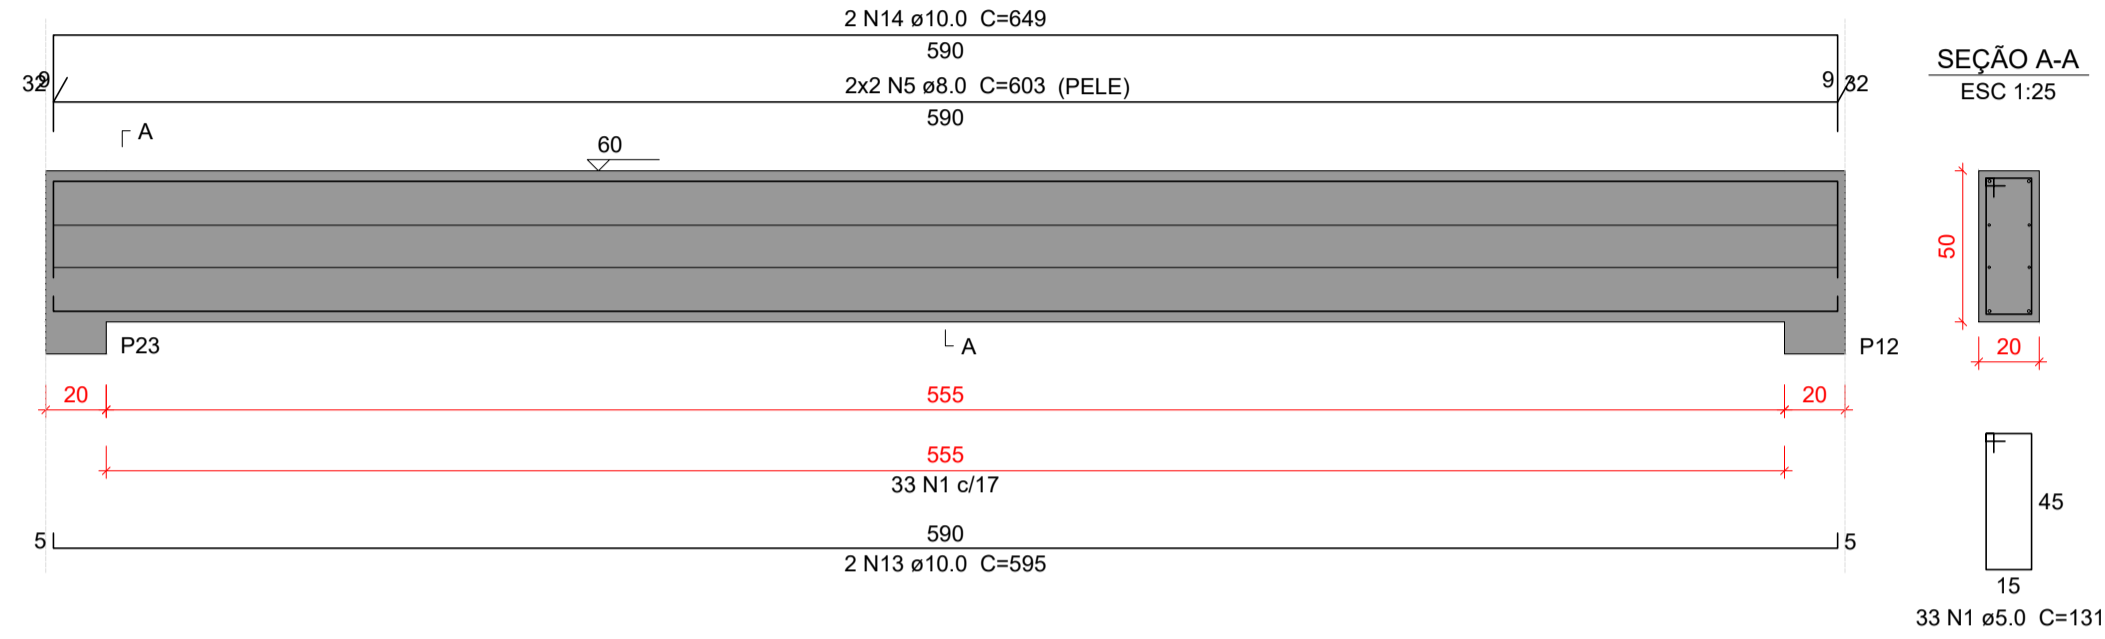 2 N14 ø10.0 C=649
590
SEÇÃO A-A
ESC 1:25
32
9
2x2 N5 ø8.0 C=603 (PELE)
9
32
590
A
60
50
20
P23
A
P12
20
555
20
555
33 N1 c/17
45
15
5
590
5
2 N13 ø10.0 C=595
33 N1 ø5.0 C=131